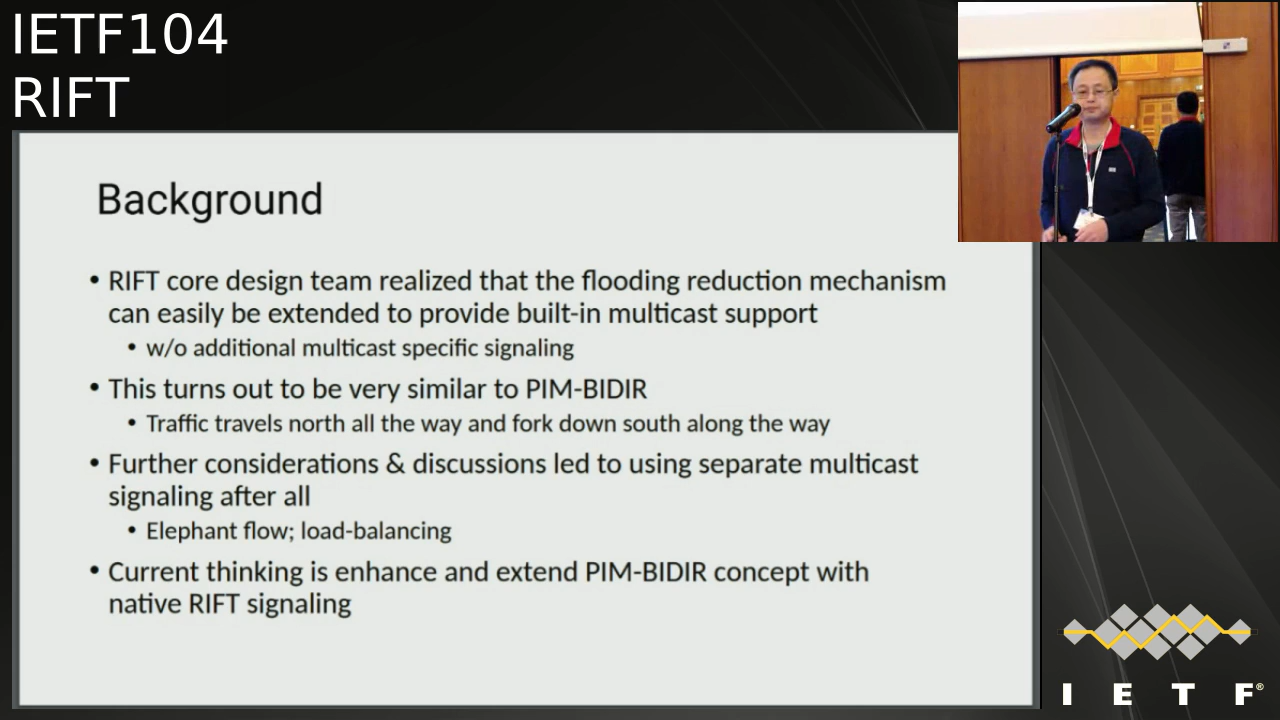 IETF104
RIFT
Background
• RIFT core design team realized that the flooding reduction mechanism
can easily be extended to provide built-in multicast support
• w/o additional multicast specific signaling
• This turns out to be very similar to PIM-BIDIR
• Traffic travels north all the way and fork down south along the way
• Further considerations & discussions led to using separate multicast
signaling after all
• Elephant flow; load-balancing
• Current thinking is enhance and extend PIM-BIDIR concept with
native RIFT signaling
I E T F®